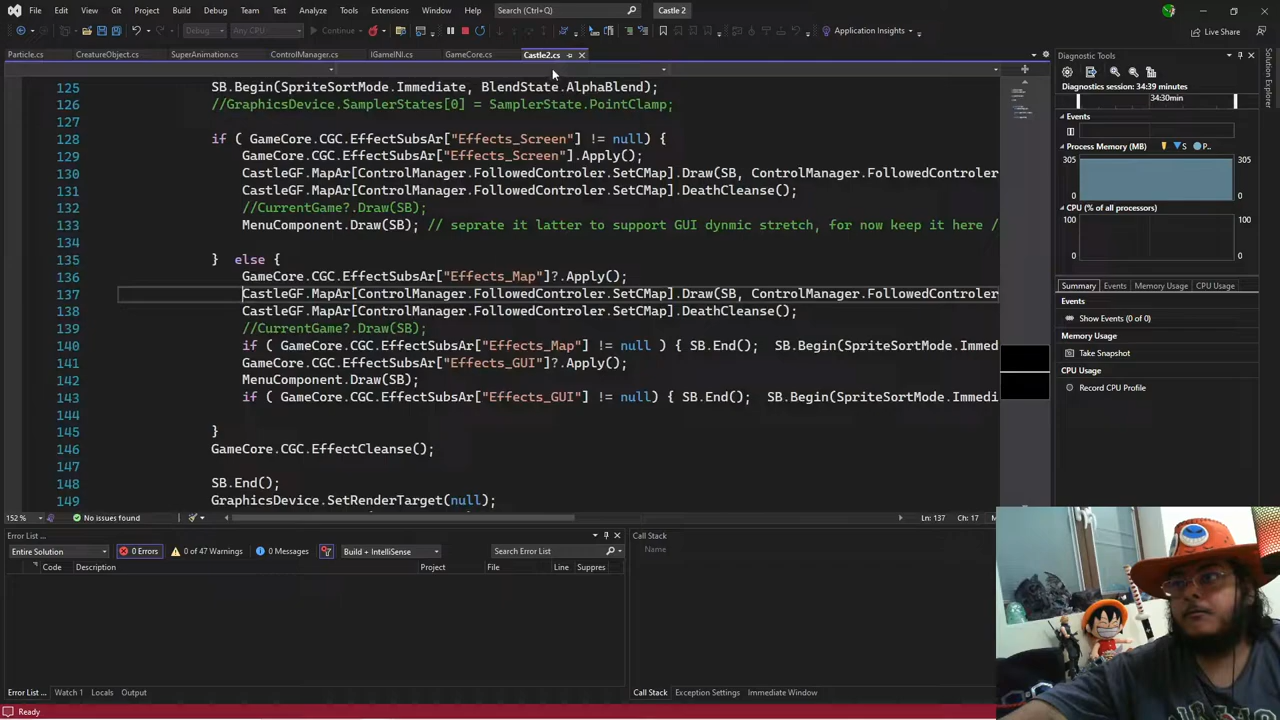 File Edit View Git Project Build Debug Team Test Analyze Tools Extensions Window Help Search (Ctrl+Q) Castle 2
Debug Any CPU Continue Application Insights Live Share
Particle.cs CreatureObject.cs SuperAnimation.cs ControlManager.cs IGameINI.cs GameCore.cs Castle2.cs
125 SB.Begin(SpriteSortMode.Immediate, BlendState.AlphaBlend);
126 //GraphicsDevice.SamplerStates[0] = SamplerState.PointClamp;
127
128 if ( GameCore.CGC.EffectSubsAr["Effects_Screen"] != null) {
129 GameCore.CGC.EffectSubsAr["Effects_Screen"].Apply();
130 CastleGF.MapAr[ControlManager.FollowedControler.SetCMap].Draw(SB, ControlManager.FollowedControler
131 CastleGF.MapAr[ControlManager.FollowedControler.SetCMap].DeathCleanse();
132 //CurrentGame?.Draw(SB);
133 MenuComponent.Draw(SB); // seprate it latter to support GUI dynmic stretch, for now keep it here /
134
135 } else {
136 GameCore.CGC.EffectSubsAr["Effects_Map"]?.Apply();
137 CastleGF.MapAr[ControlManager.FollowedControler.SetCMap].Draw(SB, ControlManager.FollowedControler
138 CastleGF.MapAr[ControlManager.FollowedControler.SetCMap].DeathCleanse();
139 //CurrentGame?.Draw(SB);
140 if ( GameCore.CGC.EffectSubsAr["Effects_Map"] != null ) { SB.End(); SB.Begin(SpriteSortMode.Immed
141 GameCore.CGC.EffectSubsAr["Effects_GUI"]?.Apply();
142 MenuComponent.Draw(SB);
143 if ( GameCore.CGC.EffectSubsAr["Effects_GUI"] != null) { SB.End(); SB.Begin(SpriteSortMode.Immedi
144
145 }
146 GameCore.CGC.EffectCleanse();
147
148 SB.End();
149 GraphicsDevice.SetRenderTarget(null);
152 % No issues found Ln: 137 Ch: 17
Error List
Entire Solution 0 Errors 0 of 47 Warnings 0 Messages Build + IntelliSense Search Error List
Code Description Project File Line Suppres
Error List ... Watch 1 Locals Output
Call Stack
Name
Call Stack Exception Settings Immediate Window
Ready
Diagnostic Tools
Diagnostics session: 34:39 minutes
34:30min
Events
Process Memory (MB) S P..
305 305
0 0
CPU (% of all processors)
100 100
0 0
Summary Events Memory Usage CPU Usage
Events
Show Events (0 of 0)
Memory Usage
Take Snapshot
CPU Usage
Record CPU Profile
Solution Explorer